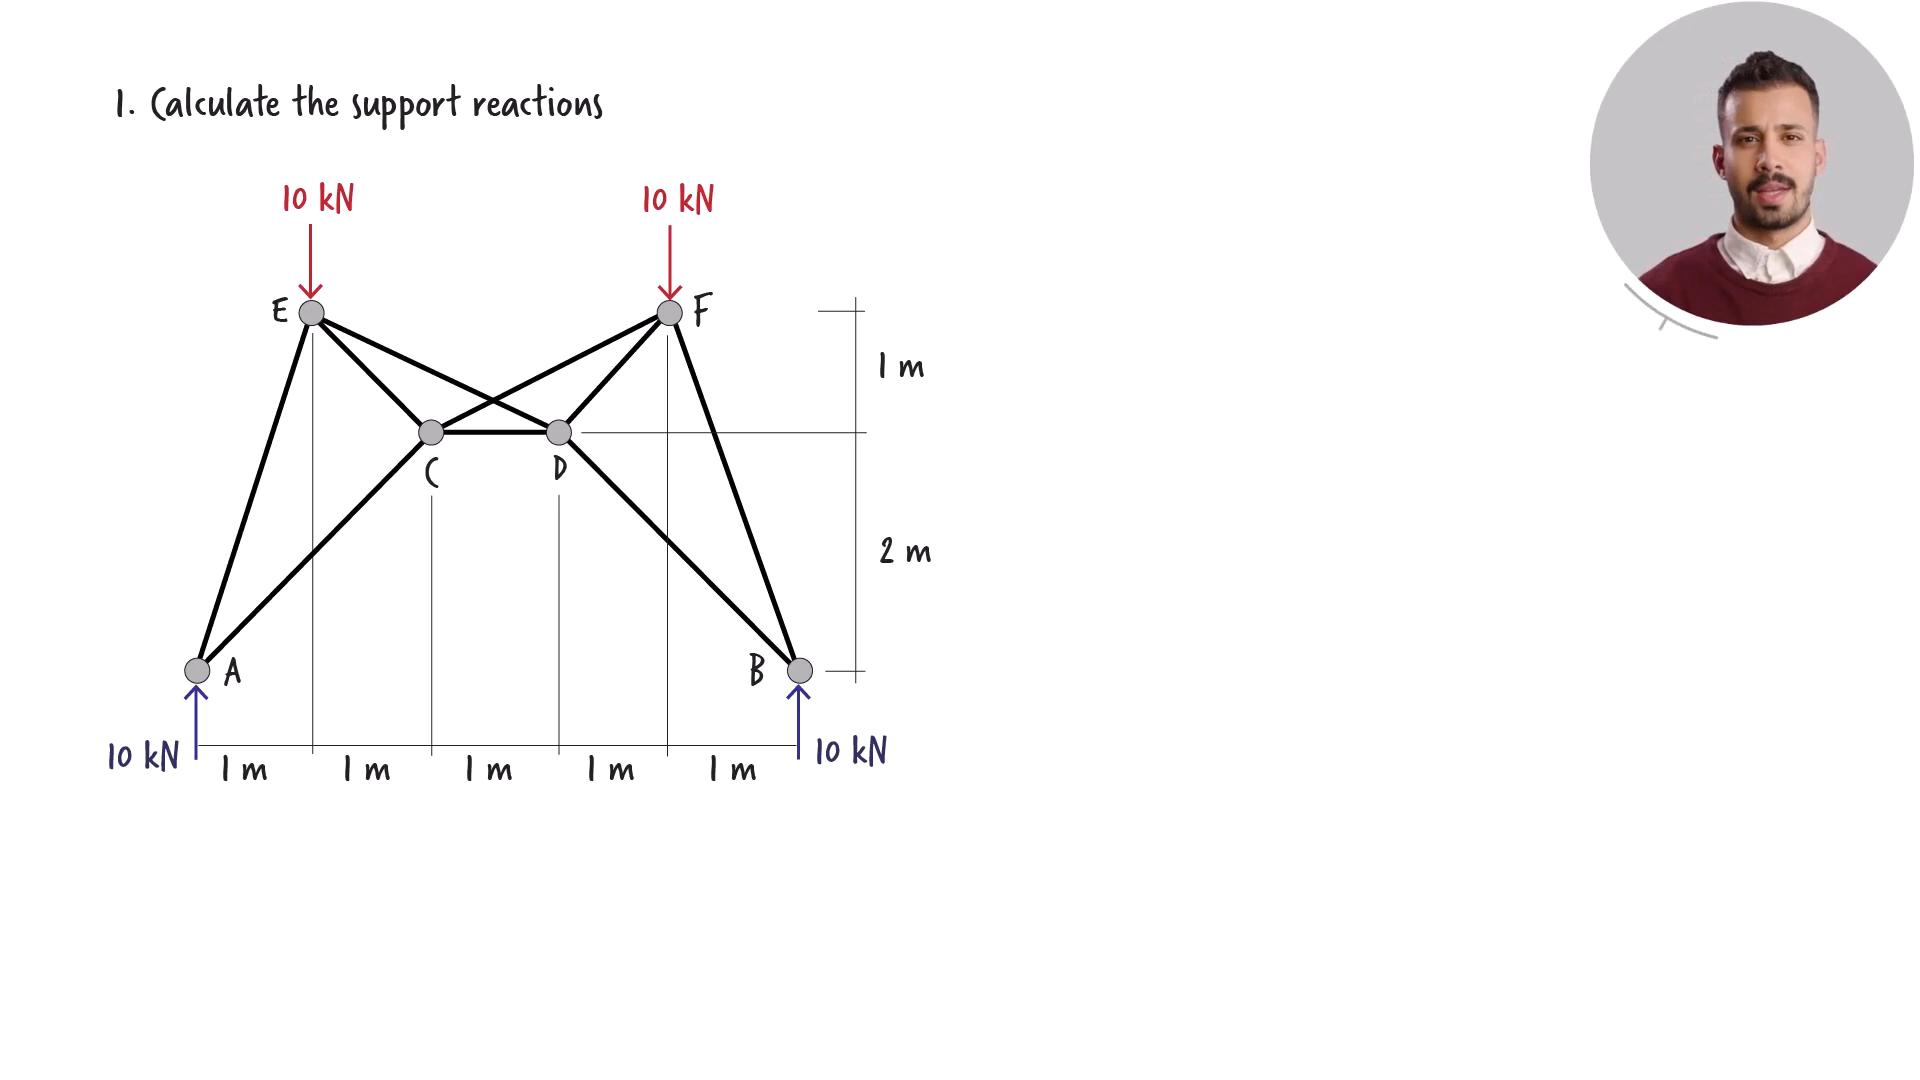 1. Calculate the support reactions
10 kN 10 kN
E F
1 m
C D
2 m
A B
10 kN 10 kN
1 m 1 m 1 m 1 m 1 m